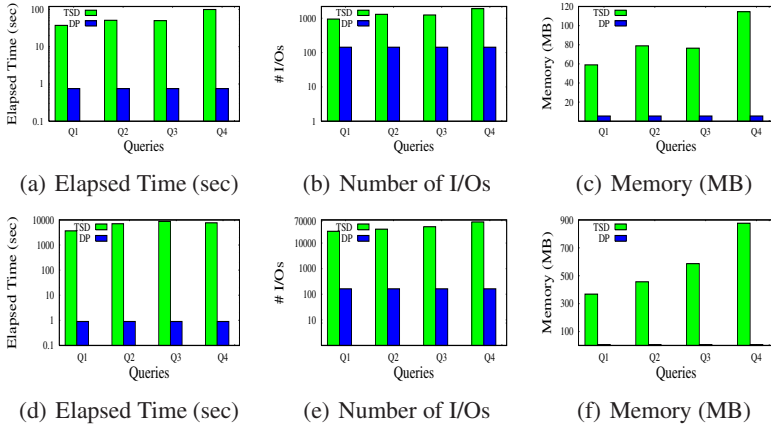 Elapsed Time (sec)
100
10
1
0.1
TSD
DP
Q1 Q2 Q3 Q4
Queries
(a) Elapsed Time (sec)
# I/Os
1000
100
10
1
TSD
DP
Q1 Q2 Q3 Q4
Queries
(b) Number of I/Os
Memory (MB)
120
100
80
60
40
20
TSD
DP
Q1 Q2 Q3 Q4
Queries
(c) Memory (MB)
Elapsed Time (sec)
10000
1000
100
10
1
0.1
TSD
DP
Q1 Q2 Q3 Q4
Queries
(d) Elapsed Time (sec)
# I/Os
70000
10000
1000
100
10
TSD
DP
Q1 Q2 Q3 Q4
Queries
(e) Number of I/Os
Memory (MB)
900
700
500
300
100
TSD
DP
Q1 Q2 Q3 Q4
Queries
(f) Memory (MB)